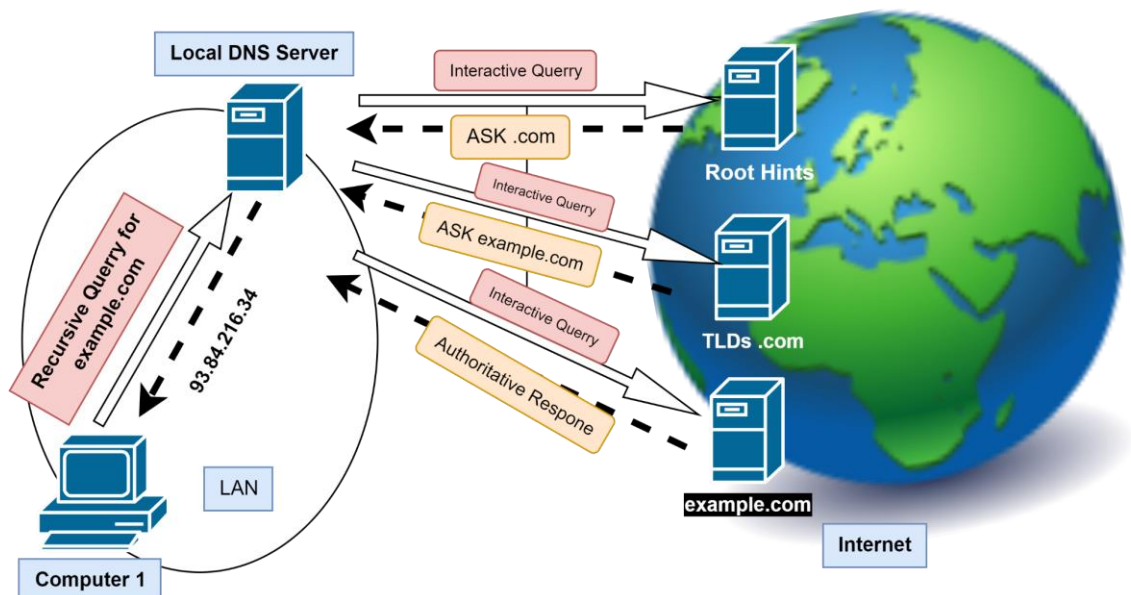 Local DNS Server
Interactive Querry
ASK .com
Root Hints
Interactive Querry
ASK example.com
TLDs .com
Interactive Querry
Authoritative Respone
example.com
Recursive Querry for
example.com
93.84.216.34
LAN
Computer 1
Internet